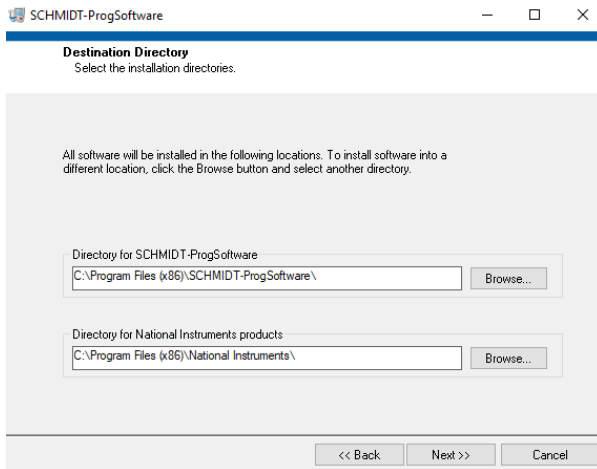 SCHMIDT-ProgSoftware
Destination Directory
Select the installation directories.
All software will be installed in the following locations. To install software into a
different location, click the Browse button and select another directory.
Directory for SCHMIDT-ProgSoftware
C:\Program Files (x86)\SCHMIDT-ProgSoftware\
Browse...
Directory for National Instruments products
C:\Program Files (x86)\National Instruments\
Browse...
<< Back
Next >>
Cancel